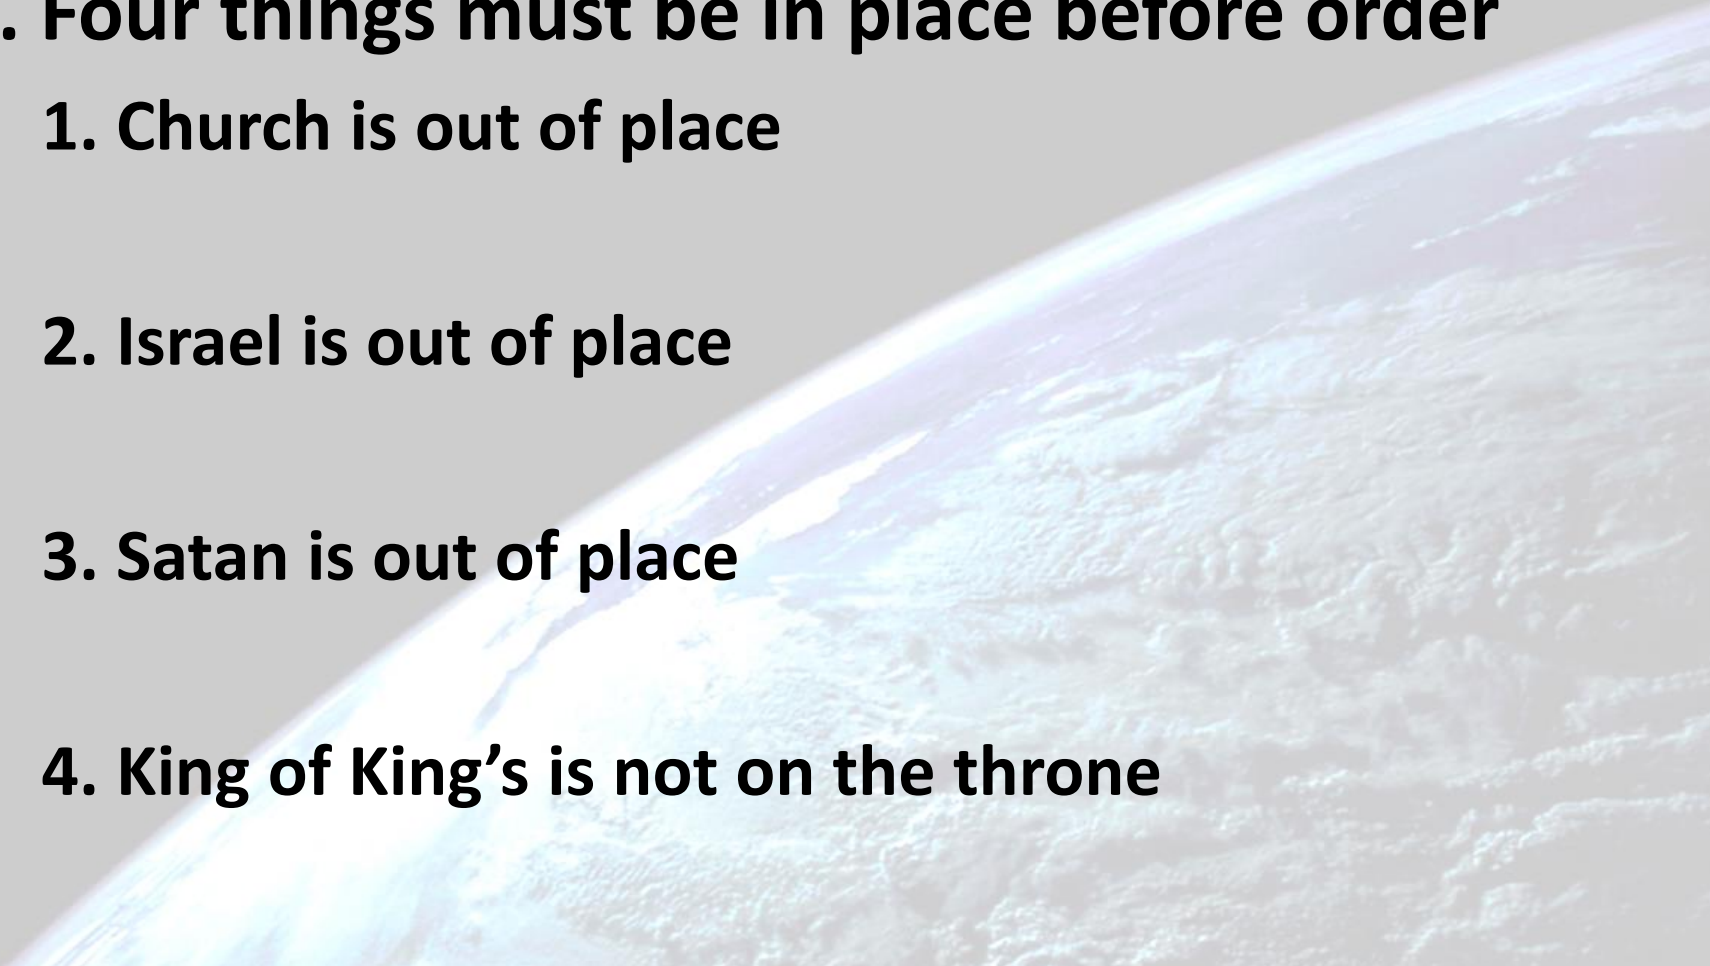 . Four things must be in place before order
1. Church is out of place
2. Israel is out of place
3. Satan is out of place
4. King of King’s is not on the throne